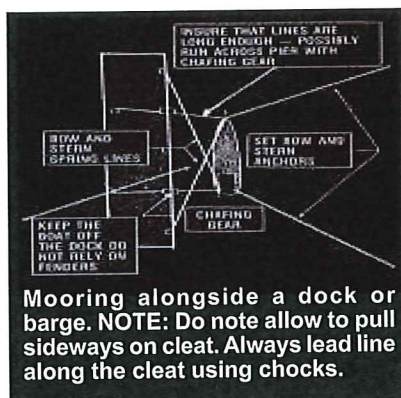 INSURE THAT LINES ARE
LONG ENOUGH — POSSIBLY
RUN ACROSS PIER WITH
CHAFING GEAR
BOW AND
STERN
SPRING LINES
SET BOW AND
STERN
ANCHORS
KEEP THE
BOAT OFF
THE DOCK DO
NOT RELY ON
FENDERS
CHAFING
GEAR
Mooring alongside a dock or
barge. NOTE: Do note allow to pull
sideways on cleat. Always lead line
along the cleat using chocks.